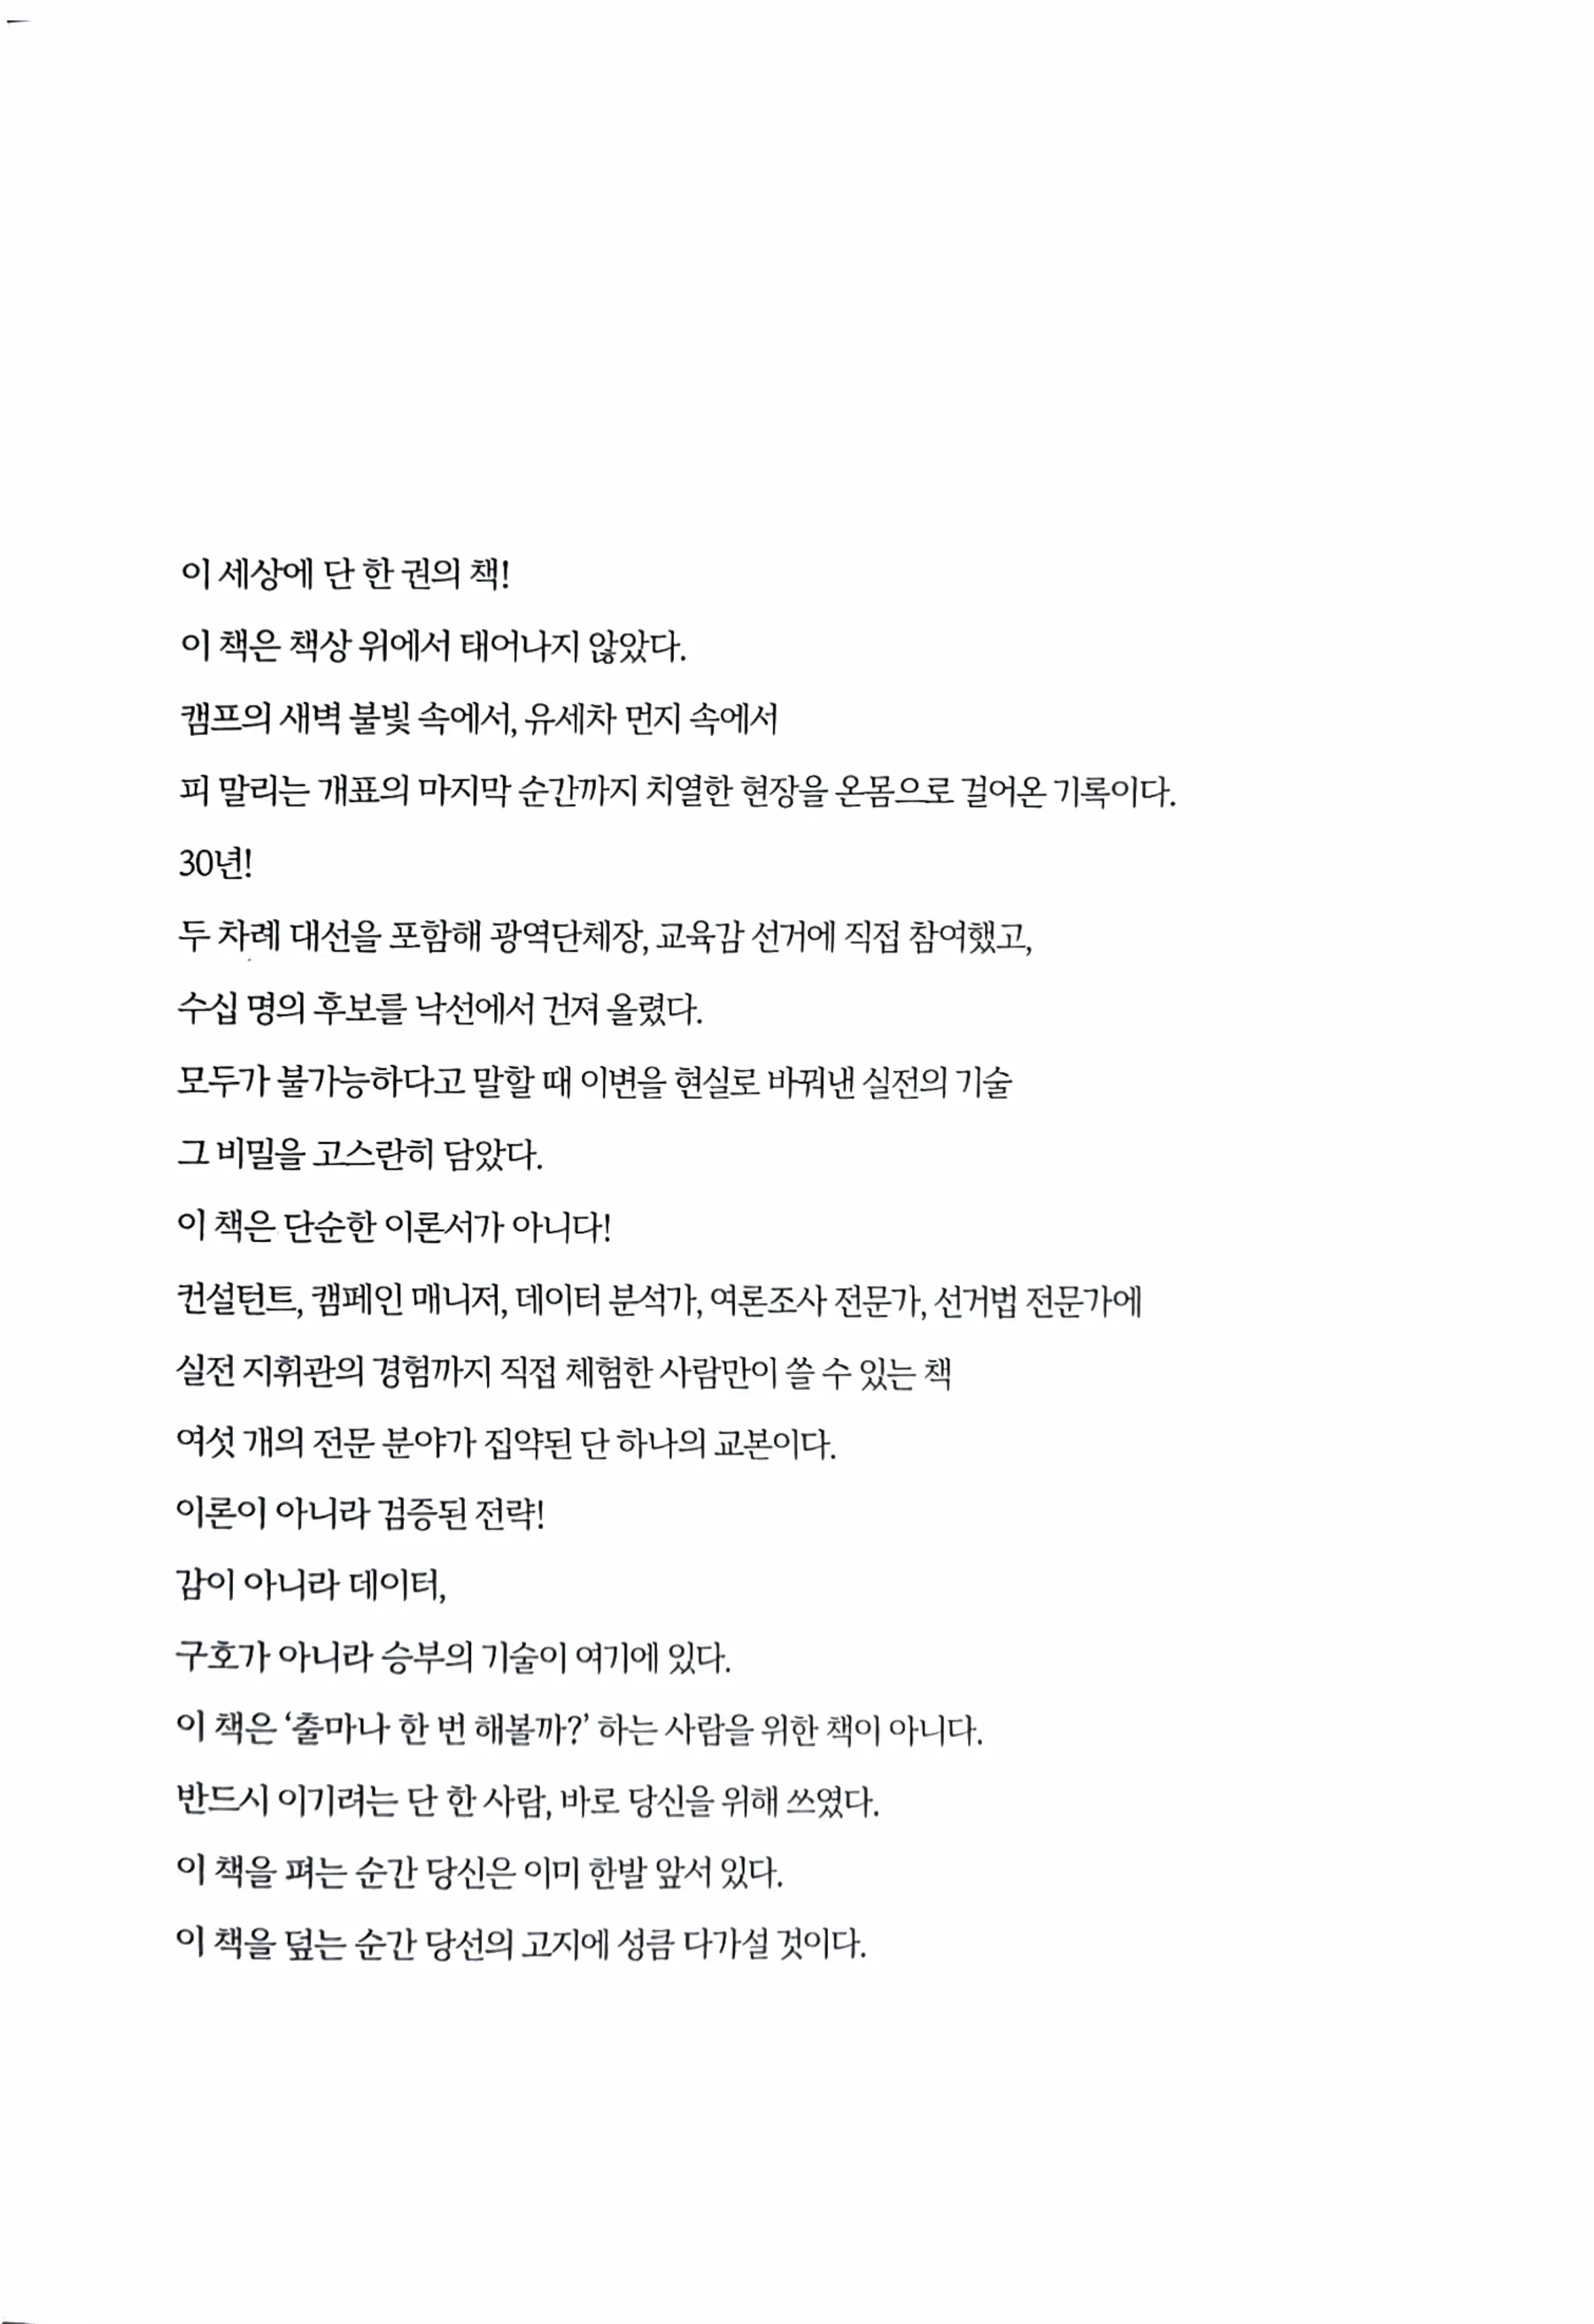 이 세상에 단 한 권의 책!
이 책은 책상 위에서 태어나지 않았다.
캠프의 새벽 불빛 속에서, 유세차 먼지 속에서
피 말리는 개표의 마지막 순간까지 치열한 현장을 온몸으로 걸어온 기록이다.
30년!
두 차례 대선을 포함해 광역단체장, 교육감 선거에 직접 참여했고,
수십 명의 후보를 낙선에서 건져 올렸다.
모두가 불가능하다고 말할 때 이변을 현실로 바꿔낸 실전의 기술
그 비밀을 고스란히 담았다.
이 책은 단순한 이론서가 아니다!
컨설턴트, 캠페인 매니저, 데이터 분석가, 여론조사 전문가, 선거법 전문가에
실전 지휘관의 경험까지 직접 체험한 사람만이 쓸 수 있는 책
여섯 개의 전문 분야가 집약된 단 하나의 교본이다.
이론이 아니라 검증된 전략!
감이 아니라 데이터,
구호가 아니라 승부의 기술이 여기에 있다.
이 책은 ‘출마나 한 번 해볼까?’ 하는 사람을 위한 책이 아니다.
반드시 이기려는 단 한 사람, 바로 당신을 위해 쓰였다.
이 책을 펴는 순간 당신은 이미 한발 앞서 있다.
이 책을 덮는 순간 당선의 고지에 성큼 다가설 것이다.